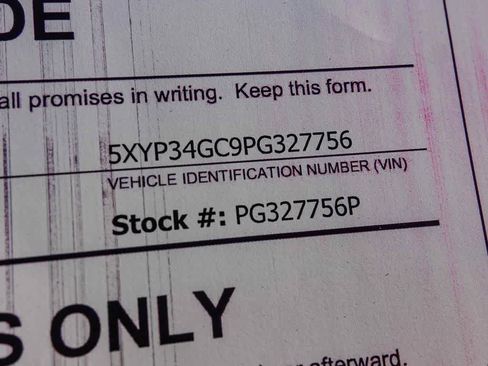 DE
all promises in writing. Keep this form.
5XYP34GC9PG327756
VEHICLE IDENTIFICATION NUMBER (VIN)
Stock #: PG327756P
S ONLY
afterward.